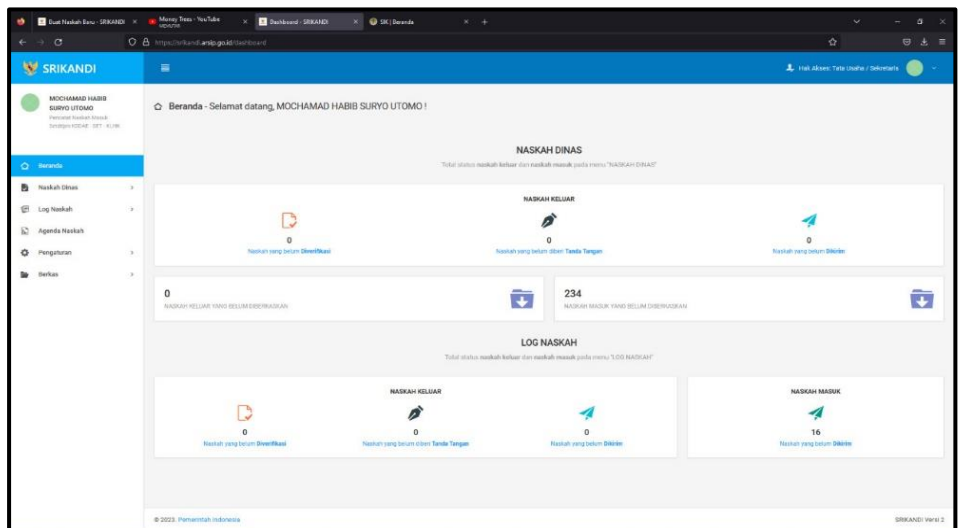 Buat Naskah Baru - SRIKANDI
Money Trees - YouTube
Dashboard - SRIKANDI
SIK | Beranda
https://srikandi.arsip.go.id/dashboard
SRIKANDI
Hak Akses: Tata Usaha / Sekretaris
MOCHAMAD HABIB
SURYO UTOMO
Beranda - Selamat datang, MOCHAMAD HABIB SURYO UTOMO !
Beranda
Naskah Dinas
Log Naskah
Agenda Naskah
Pengaturan
Berkas
NASKAH DINAS
Total status naskah keluar dan naskah masuk pada menu "NASKAH DINAS"
NASKAH KELUAR
0
Naskah yang belum Diverifikasi
0
Naskah yang belum diberi Tanda Tangan
0
Naskah yang belum Dikirim
0
NASKAH KELUAR YANG BELUM DIBERKASKAN
234
NASKAH MASUK YANG BELUM DIBERKASKAN
LOG NASKAH
Total status naskah keluar dan naskah masuk pada menu "LOG NASKAH"
NASKAH KELUAR
0
Naskah yang belum Diverifikasi
0
Naskah yang belum diberi Tanda Tangan
0
Naskah yang belum Dikirim
NASKAH MASUK
16
Naskah yang belum Dikirim
© 2023. Pemerintah Indonesia
SRIKANDI Versi 2